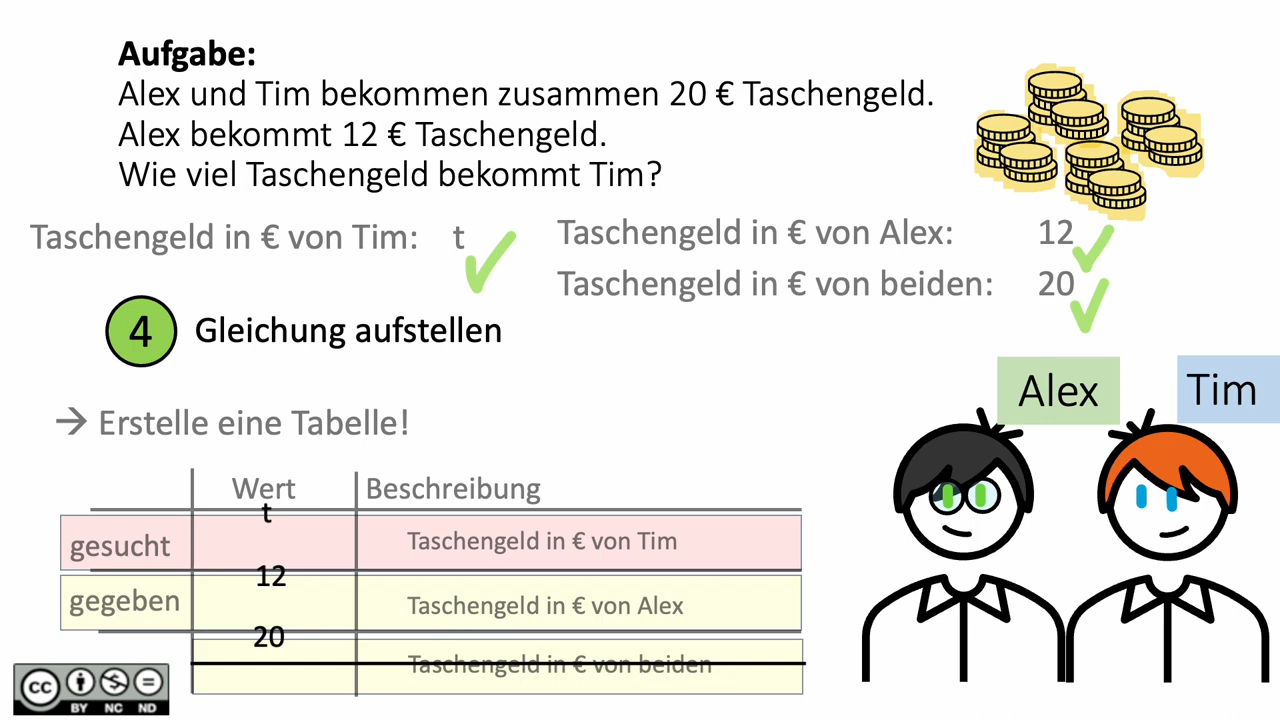 Aufgabe:
Alex und Tim bekommen zusammen 20 € Taschengeld.
Alex bekommt 12 € Taschengeld.
Wie viel Taschengeld bekommt Tim?
Taschengeld in € von Tim: t
Taschengeld in € von Alex: 12
Taschengeld in € von beiden: 20
4 Gleichung aufstellen
→ Erstelle eine Tabelle!
Alex
Tim
Wert Beschreibung
t
gesucht Taschengeld in € von Tim
12
gegeben Taschengeld in € von Alex
20
Taschengeld in € von beiden
cc BY NC ND